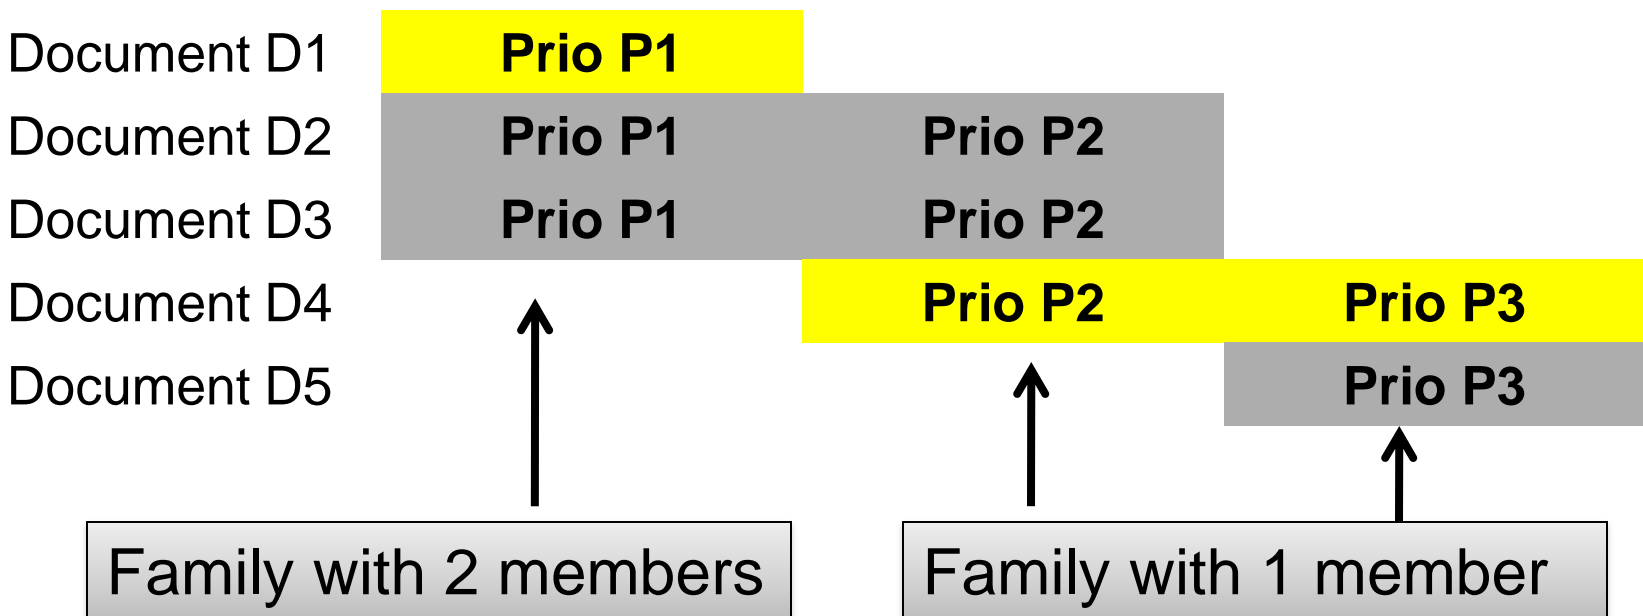 Document D1 Prio P1
Document D2 Prio P1 Prio P2
Document D3 Prio P1 Prio P2
Document D4 Prio P2 Prio P3
Document D5 Prio P3
Family with 2 members Family with 1 member